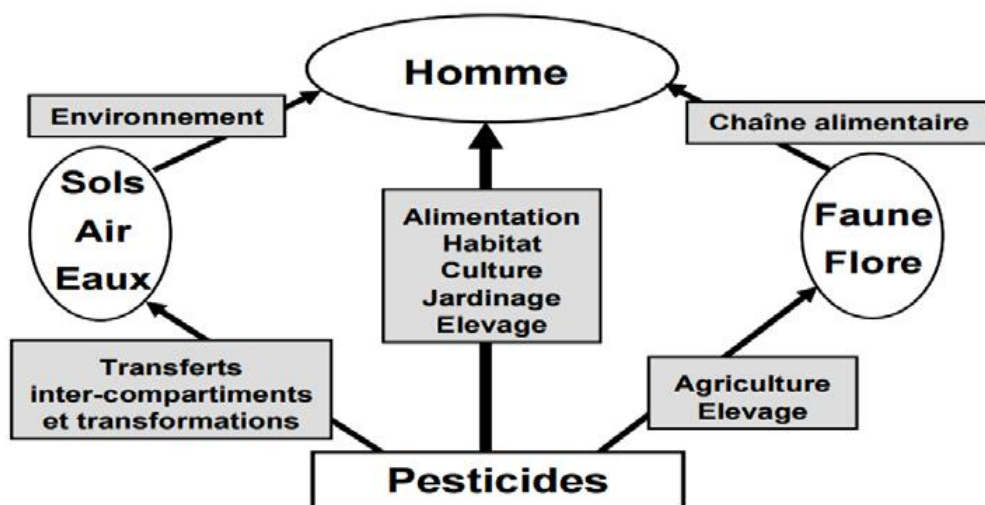 Homme
Environnement
Chaîne alimentaire
Sols
Air
Eaux
Alimentation
Habitat
Culture
Jardinage
Elevage
Faune
Flore
Transferts
inter-compartiments
et transformations
Agriculture
Elevage
Pesticides